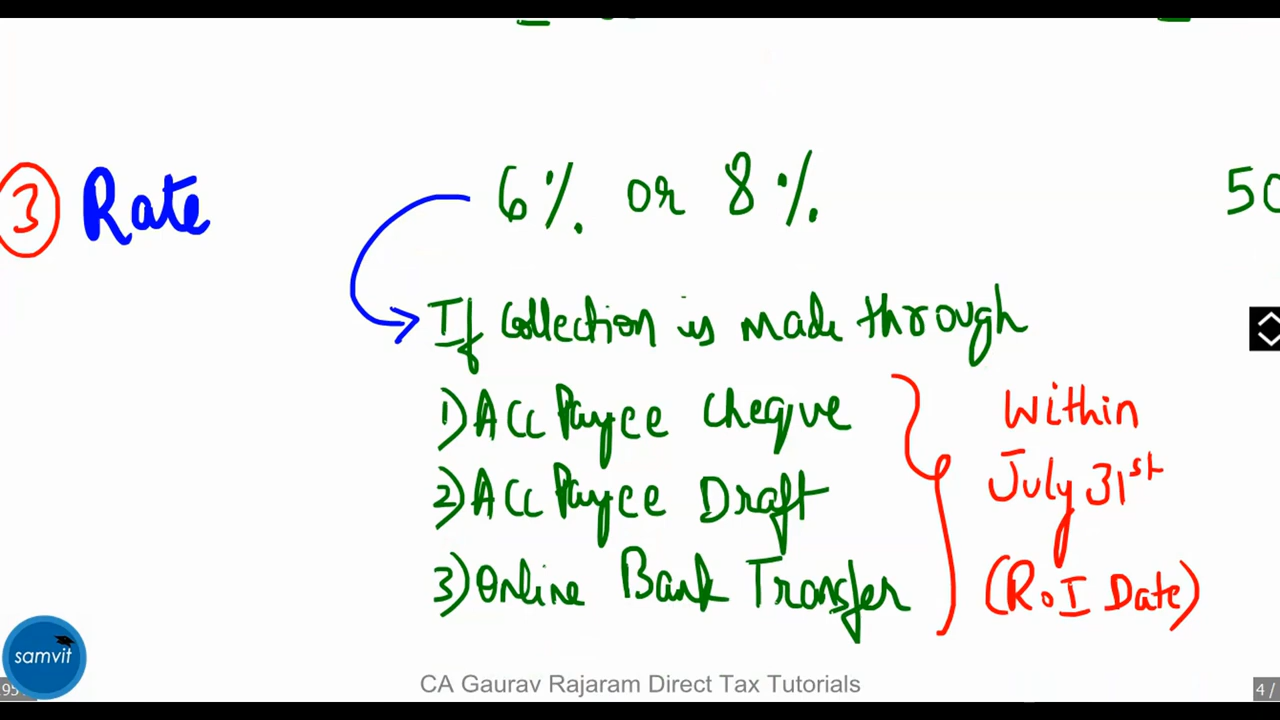 ③ Rate 6% or 8% 50
If collection is made through
1) Acc Payee cheque
2) Acc Payee Draft
3) Online Bank Transfer
Within
July 31st
(RoI Date)
samvit
CA Gaurav Rajaram Direct Tax Tutorials
4 /